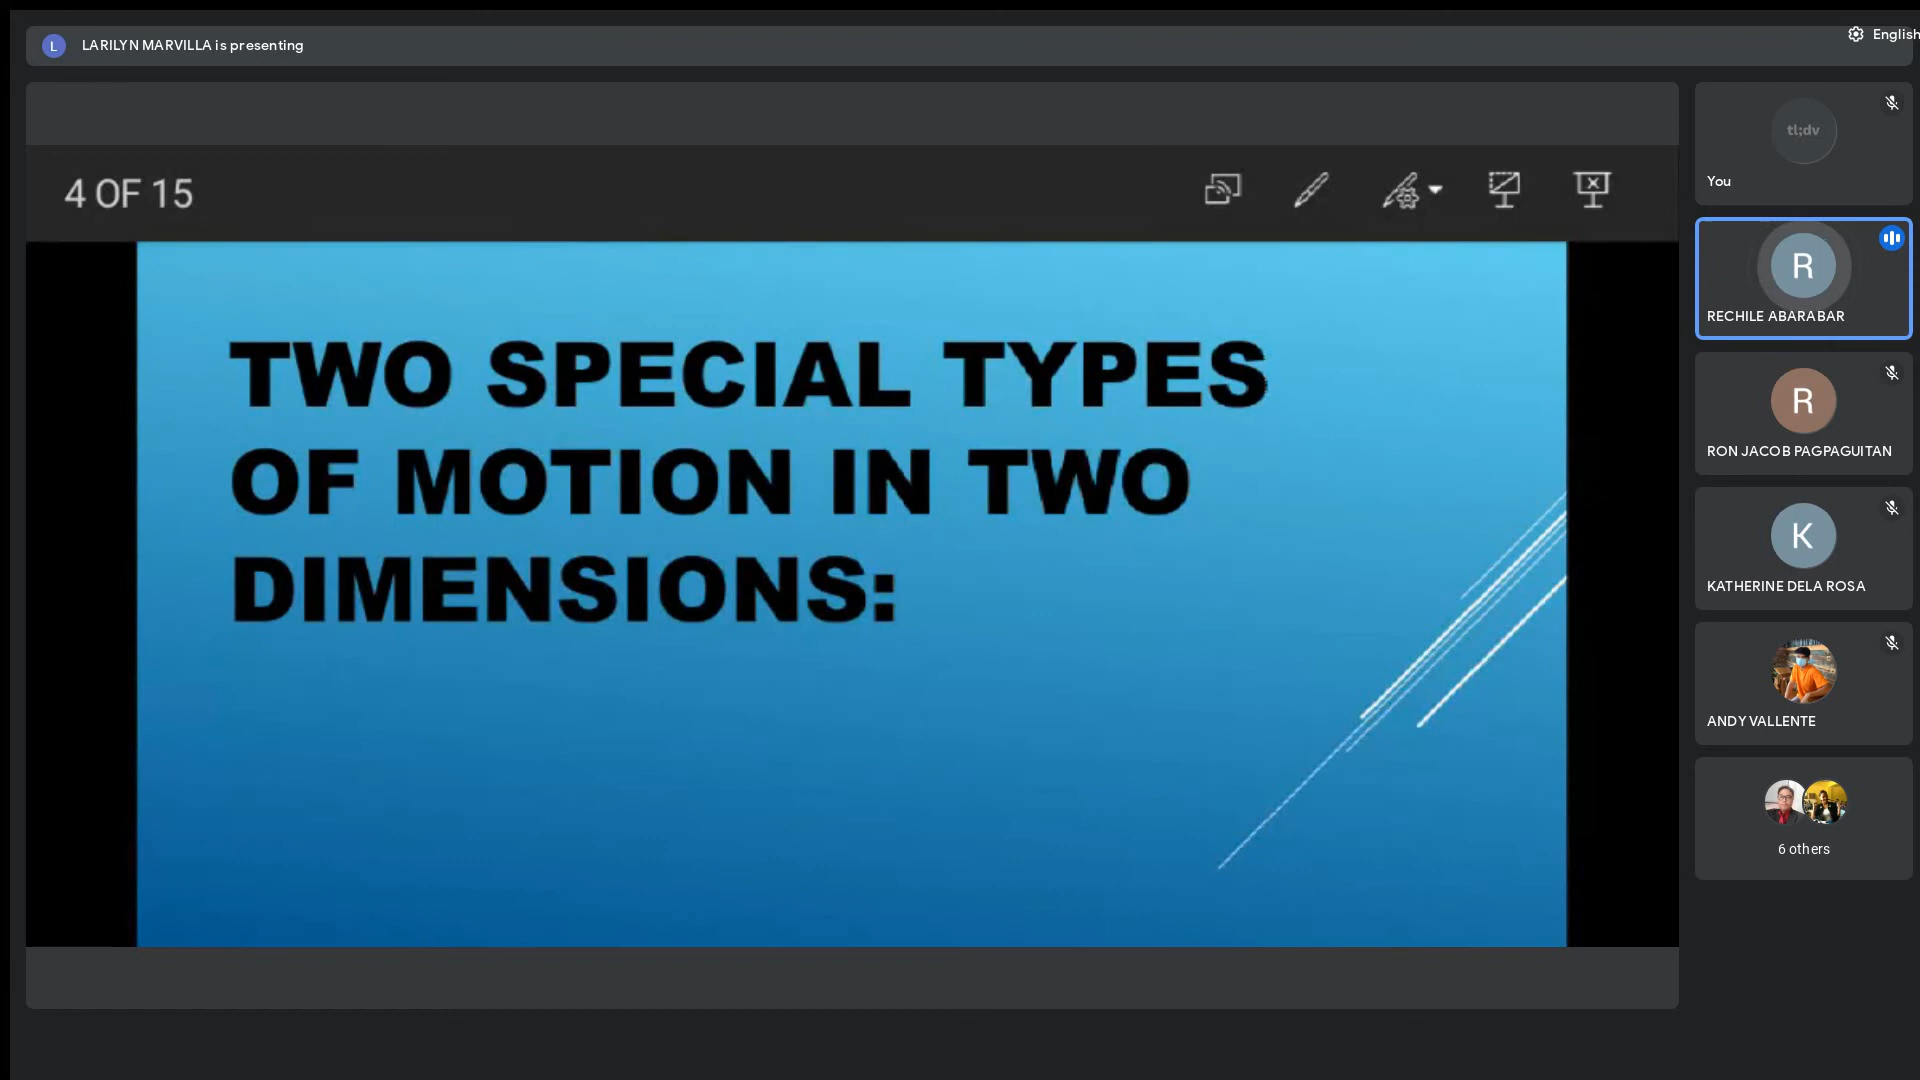 L LARILYN MARVILLA is presenting
English
4 OF 15
TWO SPECIAL TYPES
OF MOTION IN TWO
DIMENSIONS:
tl;dv
You
R
RECHILE ABARABAR
R
RON JACOB PAGPAGUITAN
K
KATHERINE DELA ROSA
ANDY VALLENTE
6 others